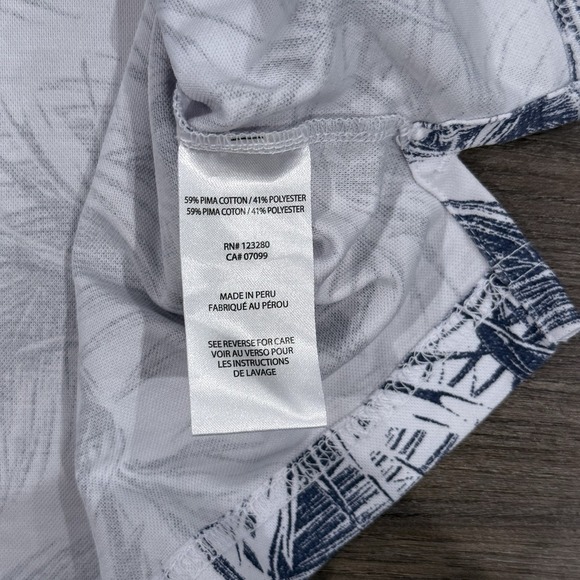 59% PIMA COTTON / 41% POLYESTER
59% PIMA COTON / 41% POLYESTER
RN# 123280
CA# 07099
MADE IN PERU
FABRIQUÉ AU PÉROU
SEE REVERSE FOR CARE
VOIR AU VERSO POUR
LES INSTRUCTIONS
DE LAVAGE